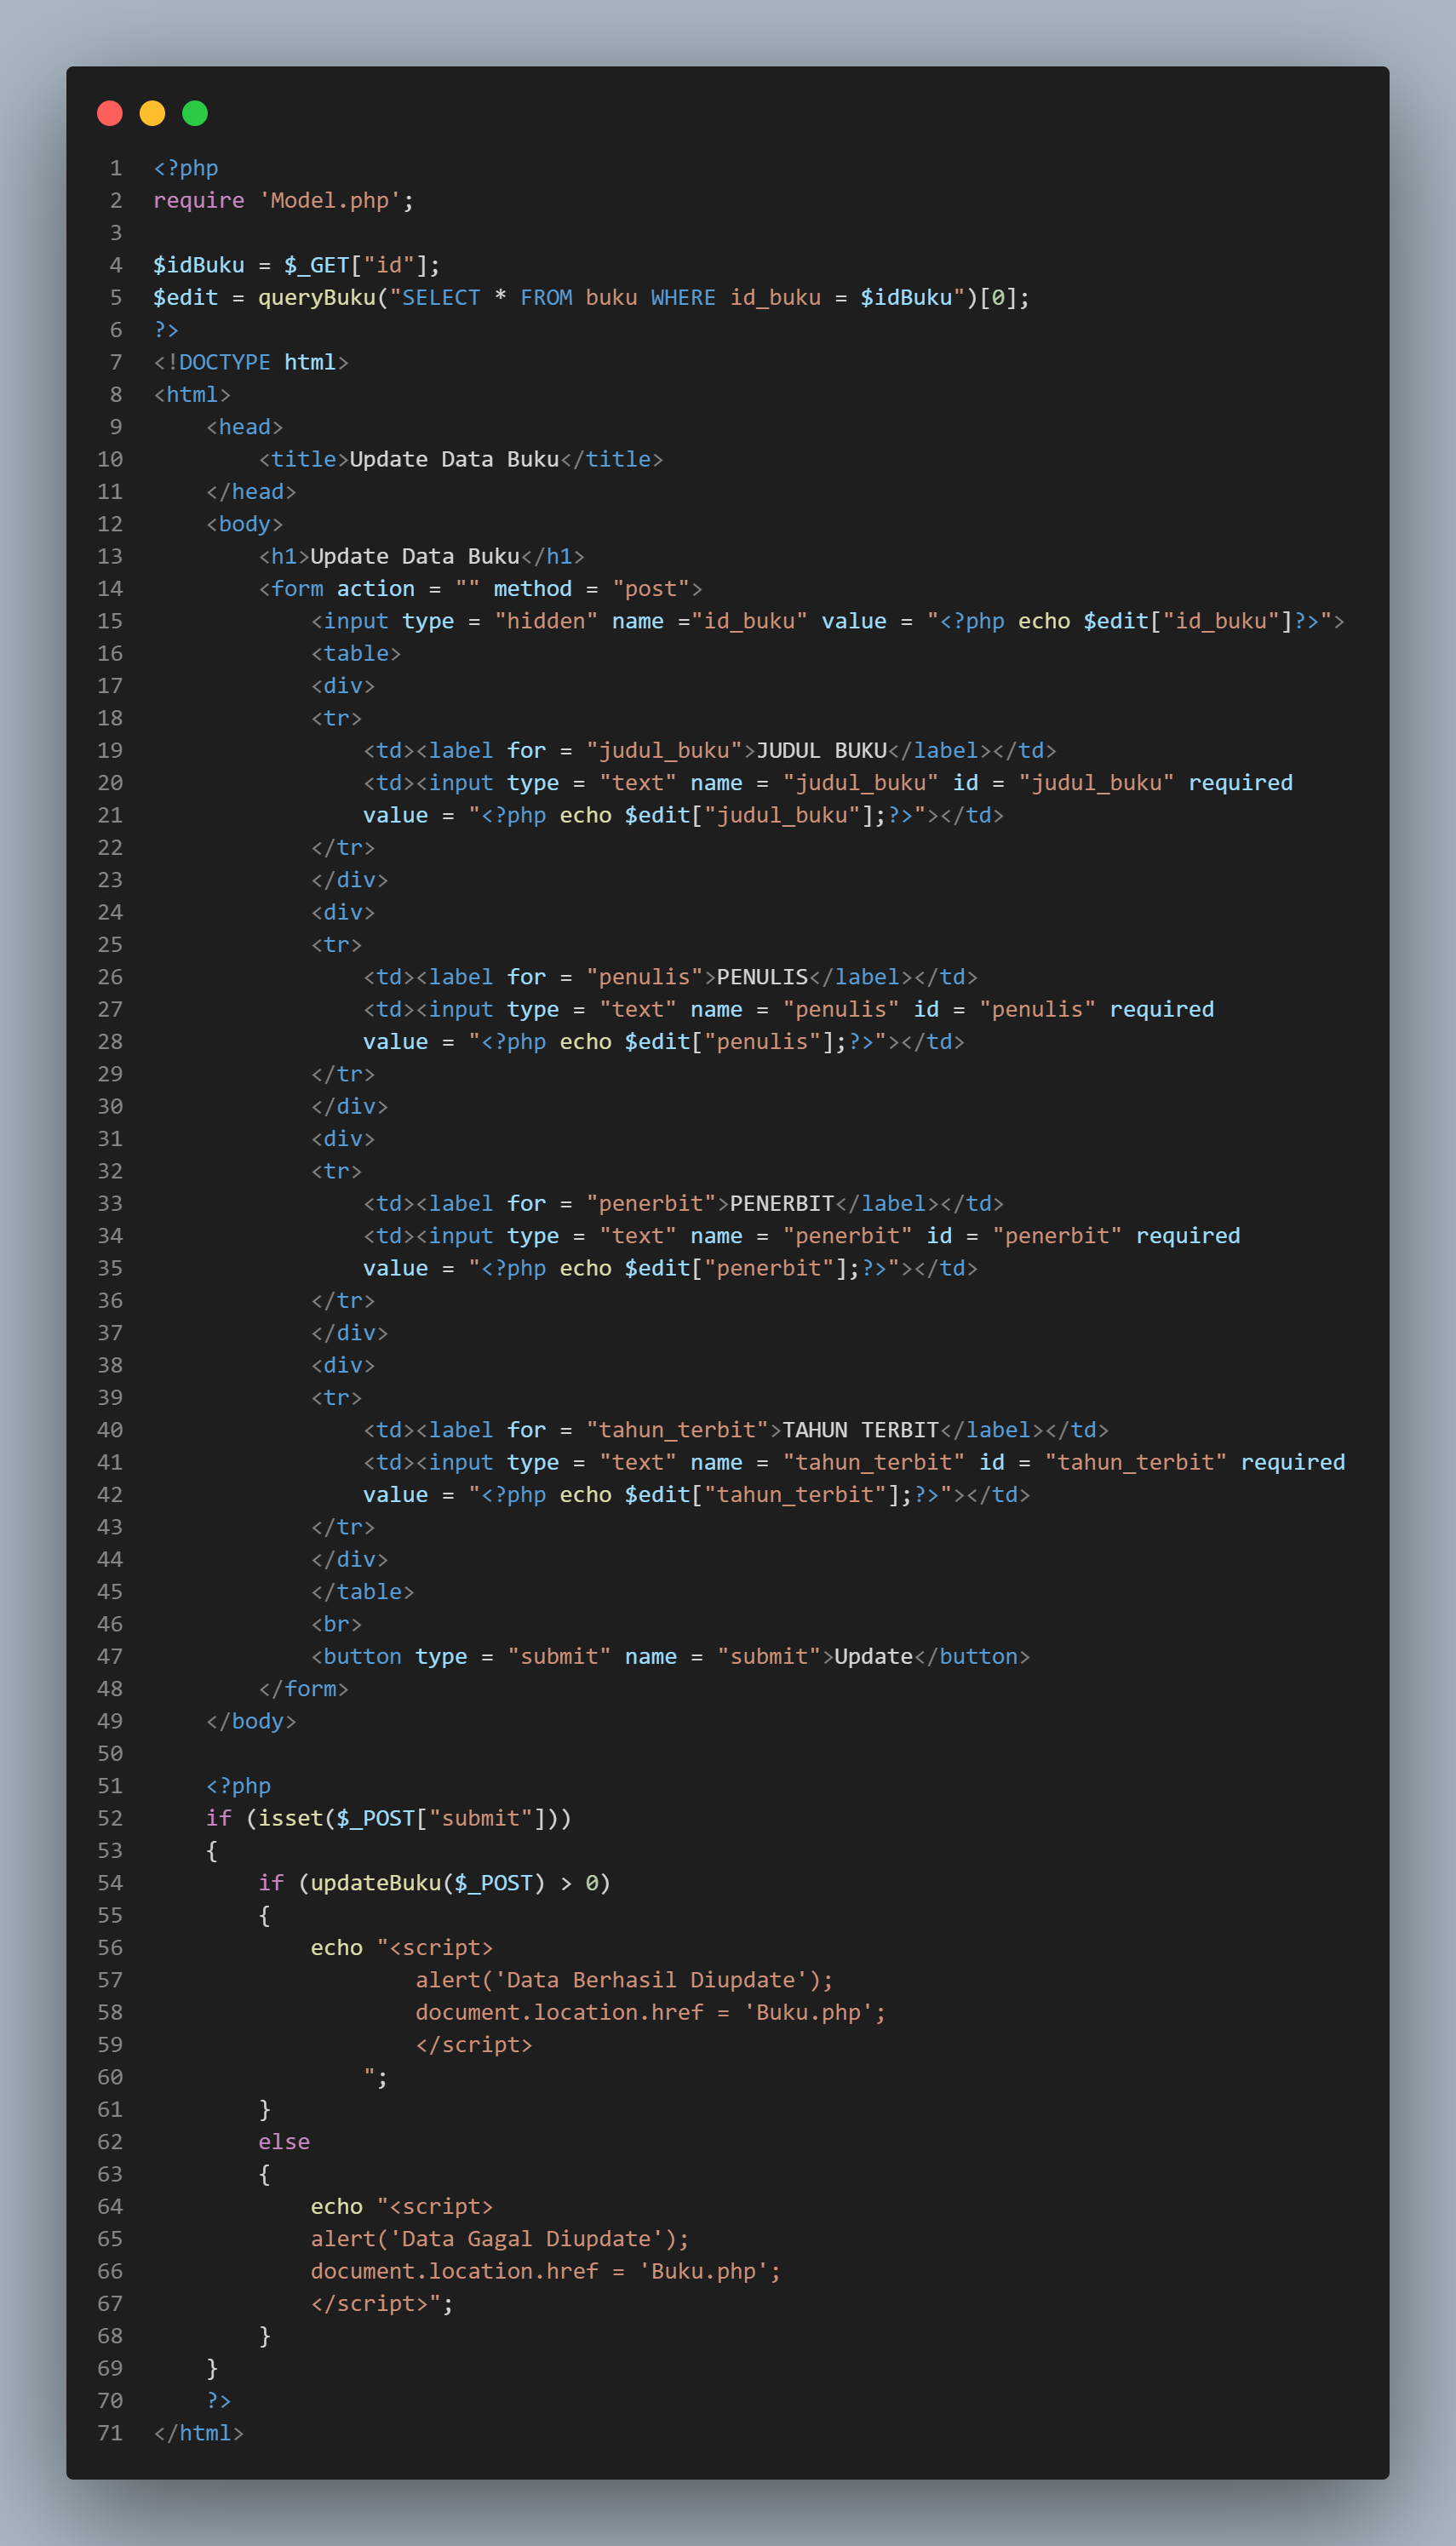 1 <?php
2 require 'Model.php';
3
4 $idBuku = $_GET["id"];
5 $edit = queryBuku("SELECT * FROM buku WHERE id_buku = $idBuku")[0];
6 ?>
7 <!DOCTYPE html>
8 <html>
9     <head>
10         <title>Update Data Buku</title>
11     </head>
12     <body>
13         <h1>Update Data Buku</h1>
14         <form action = "" method = "post">
15             <input type = "hidden" name ="id_buku" value = "<?php echo $edit["id_buku"]?>">
16             <table>
17             <div>
18             <tr>
19                 <td><label for = "judul_buku">JUDUL BUKU</label></td>
20                 <td><input type = "text" name = "judul_buku" id = "judul_buku" required
21                 value = "<?php echo $edit["judul_buku"];?>"></td>
22             </tr>
23             </div>
24             <div>
25             <tr>
26                 <td><label for = "penulis">PENULIS</label></td>
27                 <td><input type = "text" name = "penulis" id = "penulis" required
28                 value = "<?php echo $edit["penulis"];?>"></td>
29             </tr>
30             </div>
31             <div>
32             <tr>
33                 <td><label for = "penerbit">PENERBIT</label></td>
34                 <td><input type = "text" name = "penerbit" id = "penerbit" required
35                 value = "<?php echo $edit["penerbit"];?>"></td>
36             </tr>
37             </div>
38             <div>
39             <tr>
40                 <td><label for = "tahun_terbit">TAHUN TERBIT</label></td>
41                 <td><input type = "text" name = "tahun_terbit" id = "tahun_terbit" required
42                 value = "<?php echo $edit["tahun_terbit"];?>"></td>
43             </tr>
44             </div>
45             </table>
46             <br>
47             <button type = "submit" name = "submit">Update</button>
48         </form>
49     </body>
50
51     <?php
52     if (isset($_POST["submit"]))
53     {
54         if (updateBuku($_POST) > 0)
55         {
56             echo "<script>
57                     alert('Data Berhasil Diupdate');
58                     document.location.href = 'Buku.php';
59                     </script>
60                 ";
61         }
62         else
63         {
64             echo "<script>
65             alert('Data Gagal Diupdate');
66             document.location.href = 'Buku.php';
67             </script>";
68         }
69     }
70     ?>
71 </html>